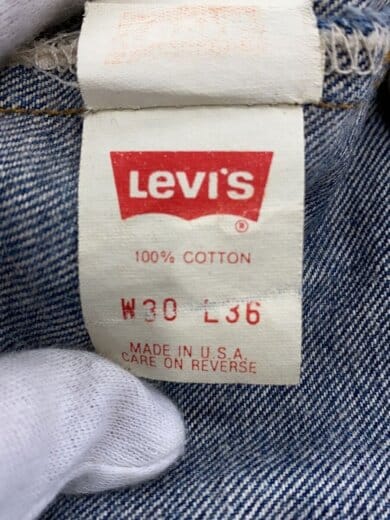 LEVI'S
®
100% COTTON
W30 L36
MADE IN U.S.A.
CARE ON REVERSE